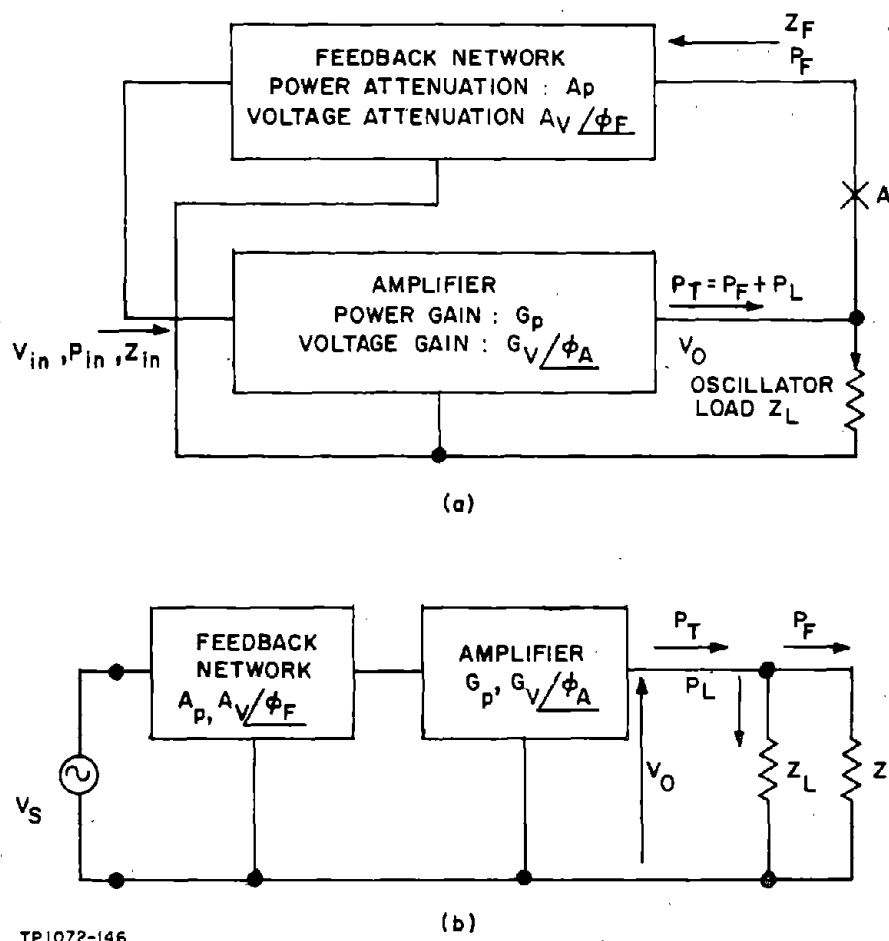 Z_F
P_F
FEEDBACK NETWORK
POWER ATTENUATION : A_p
VOLTAGE ATTENUATION A_V /ϕ_F
A
AMPLIFIER
POWER GAIN : G_p
VOLTAGE GAIN : G_V /ϕ_A
P_T = P_F + P_L
V_O
V_in , P_in , Z_in
OSCILLATOR
LOAD Z_L
(a)
FEEDBACK
NETWORK
A_p, A_V /ϕ_F
AMPLIFIER
G_p, G_V /ϕ_A
P_T
P_F
P_L
V_S
V_O
Z_L
Z
(b)
TP1072-146